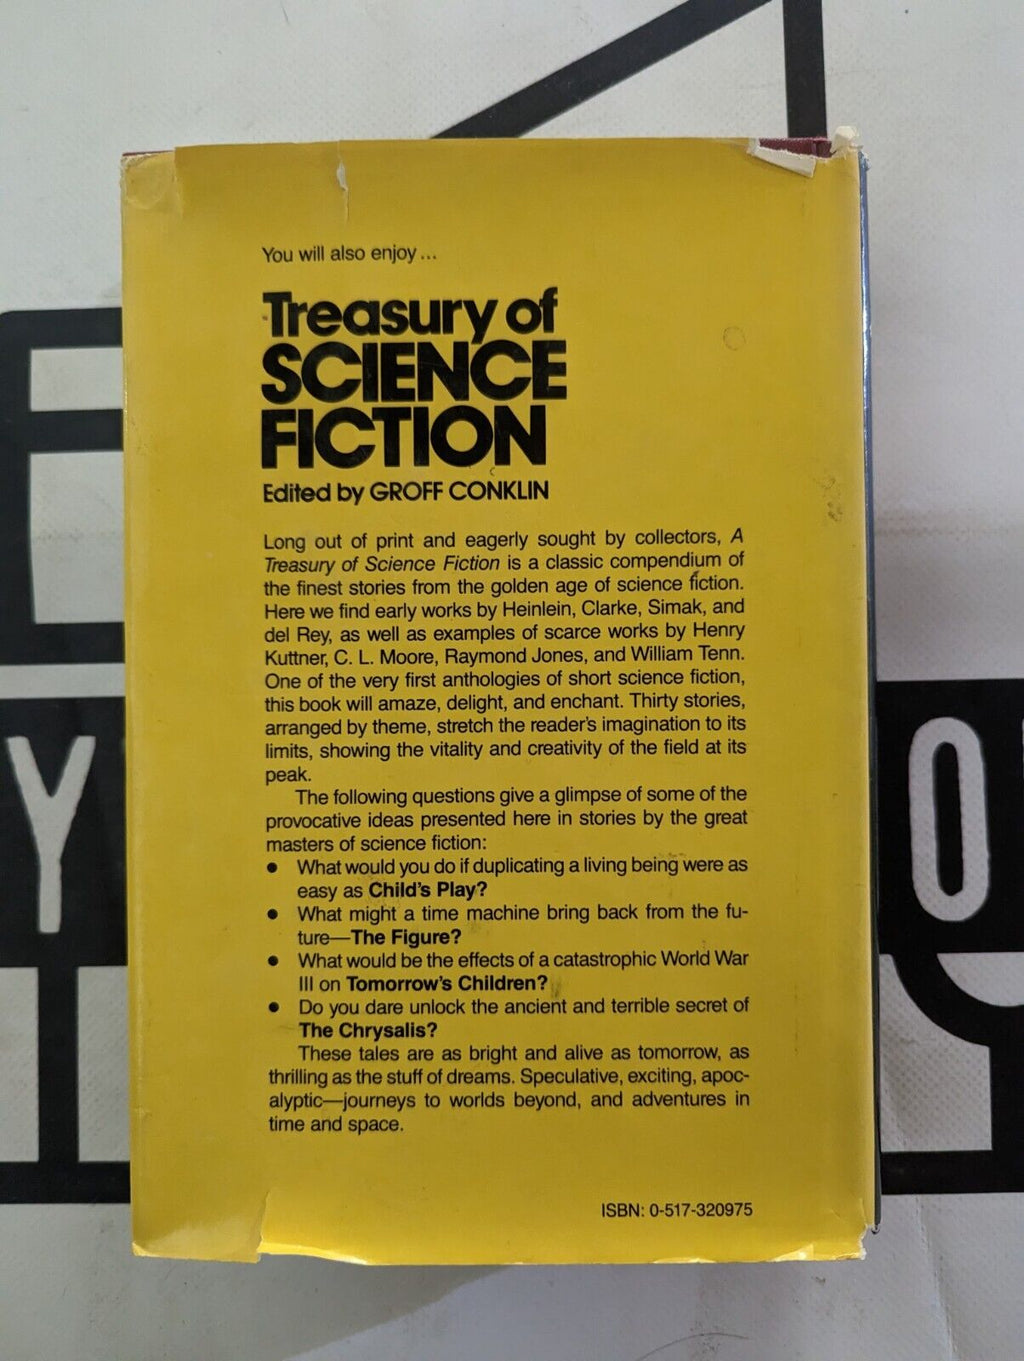 You will also enjoy...
Treasury of
SCIENCE
FICTION
Edited by GROFF CONKLIN
Long out of print and eagerly sought by collectors, A
Treasury of Science Fiction is a classic compendium of
the finest stories from the golden age of science fiction.
Here we find early works by Heinlein, Clarke, Simak, and
del Rey, as well as examples of scarce works by Henry
Kuttner, C. L. Moore, Raymond Jones, and William Tenn.
One of the very first anthologies of short science fiction,
this book will amaze, delight, and enchant. Thirty stories,
arranged by theme, stretch the reader's imagination to its
limits, showing the vitality and creativity of the field at its
peak.
The following questions give a glimpse of some of the
provocative ideas presented here in stories by the great
masters of science fiction:
● What would you do if duplicating a living being were as
easy as Child's Play?
● What might a time machine bring back from the fu-
ture—The Figure?
● What would be the effects of a catastrophic World War
III on Tomorrow's Children?
● Do you dare unlock the ancient and terrible secret of
The Chrysalis?
These tales are as bright and alive as tomorrow, as
thrilling as the stuff of dreams. Speculative, exciting, apoc-
alyptic—journeys to worlds beyond, and adventures in
time and space.
ISBN: 0-517-320975